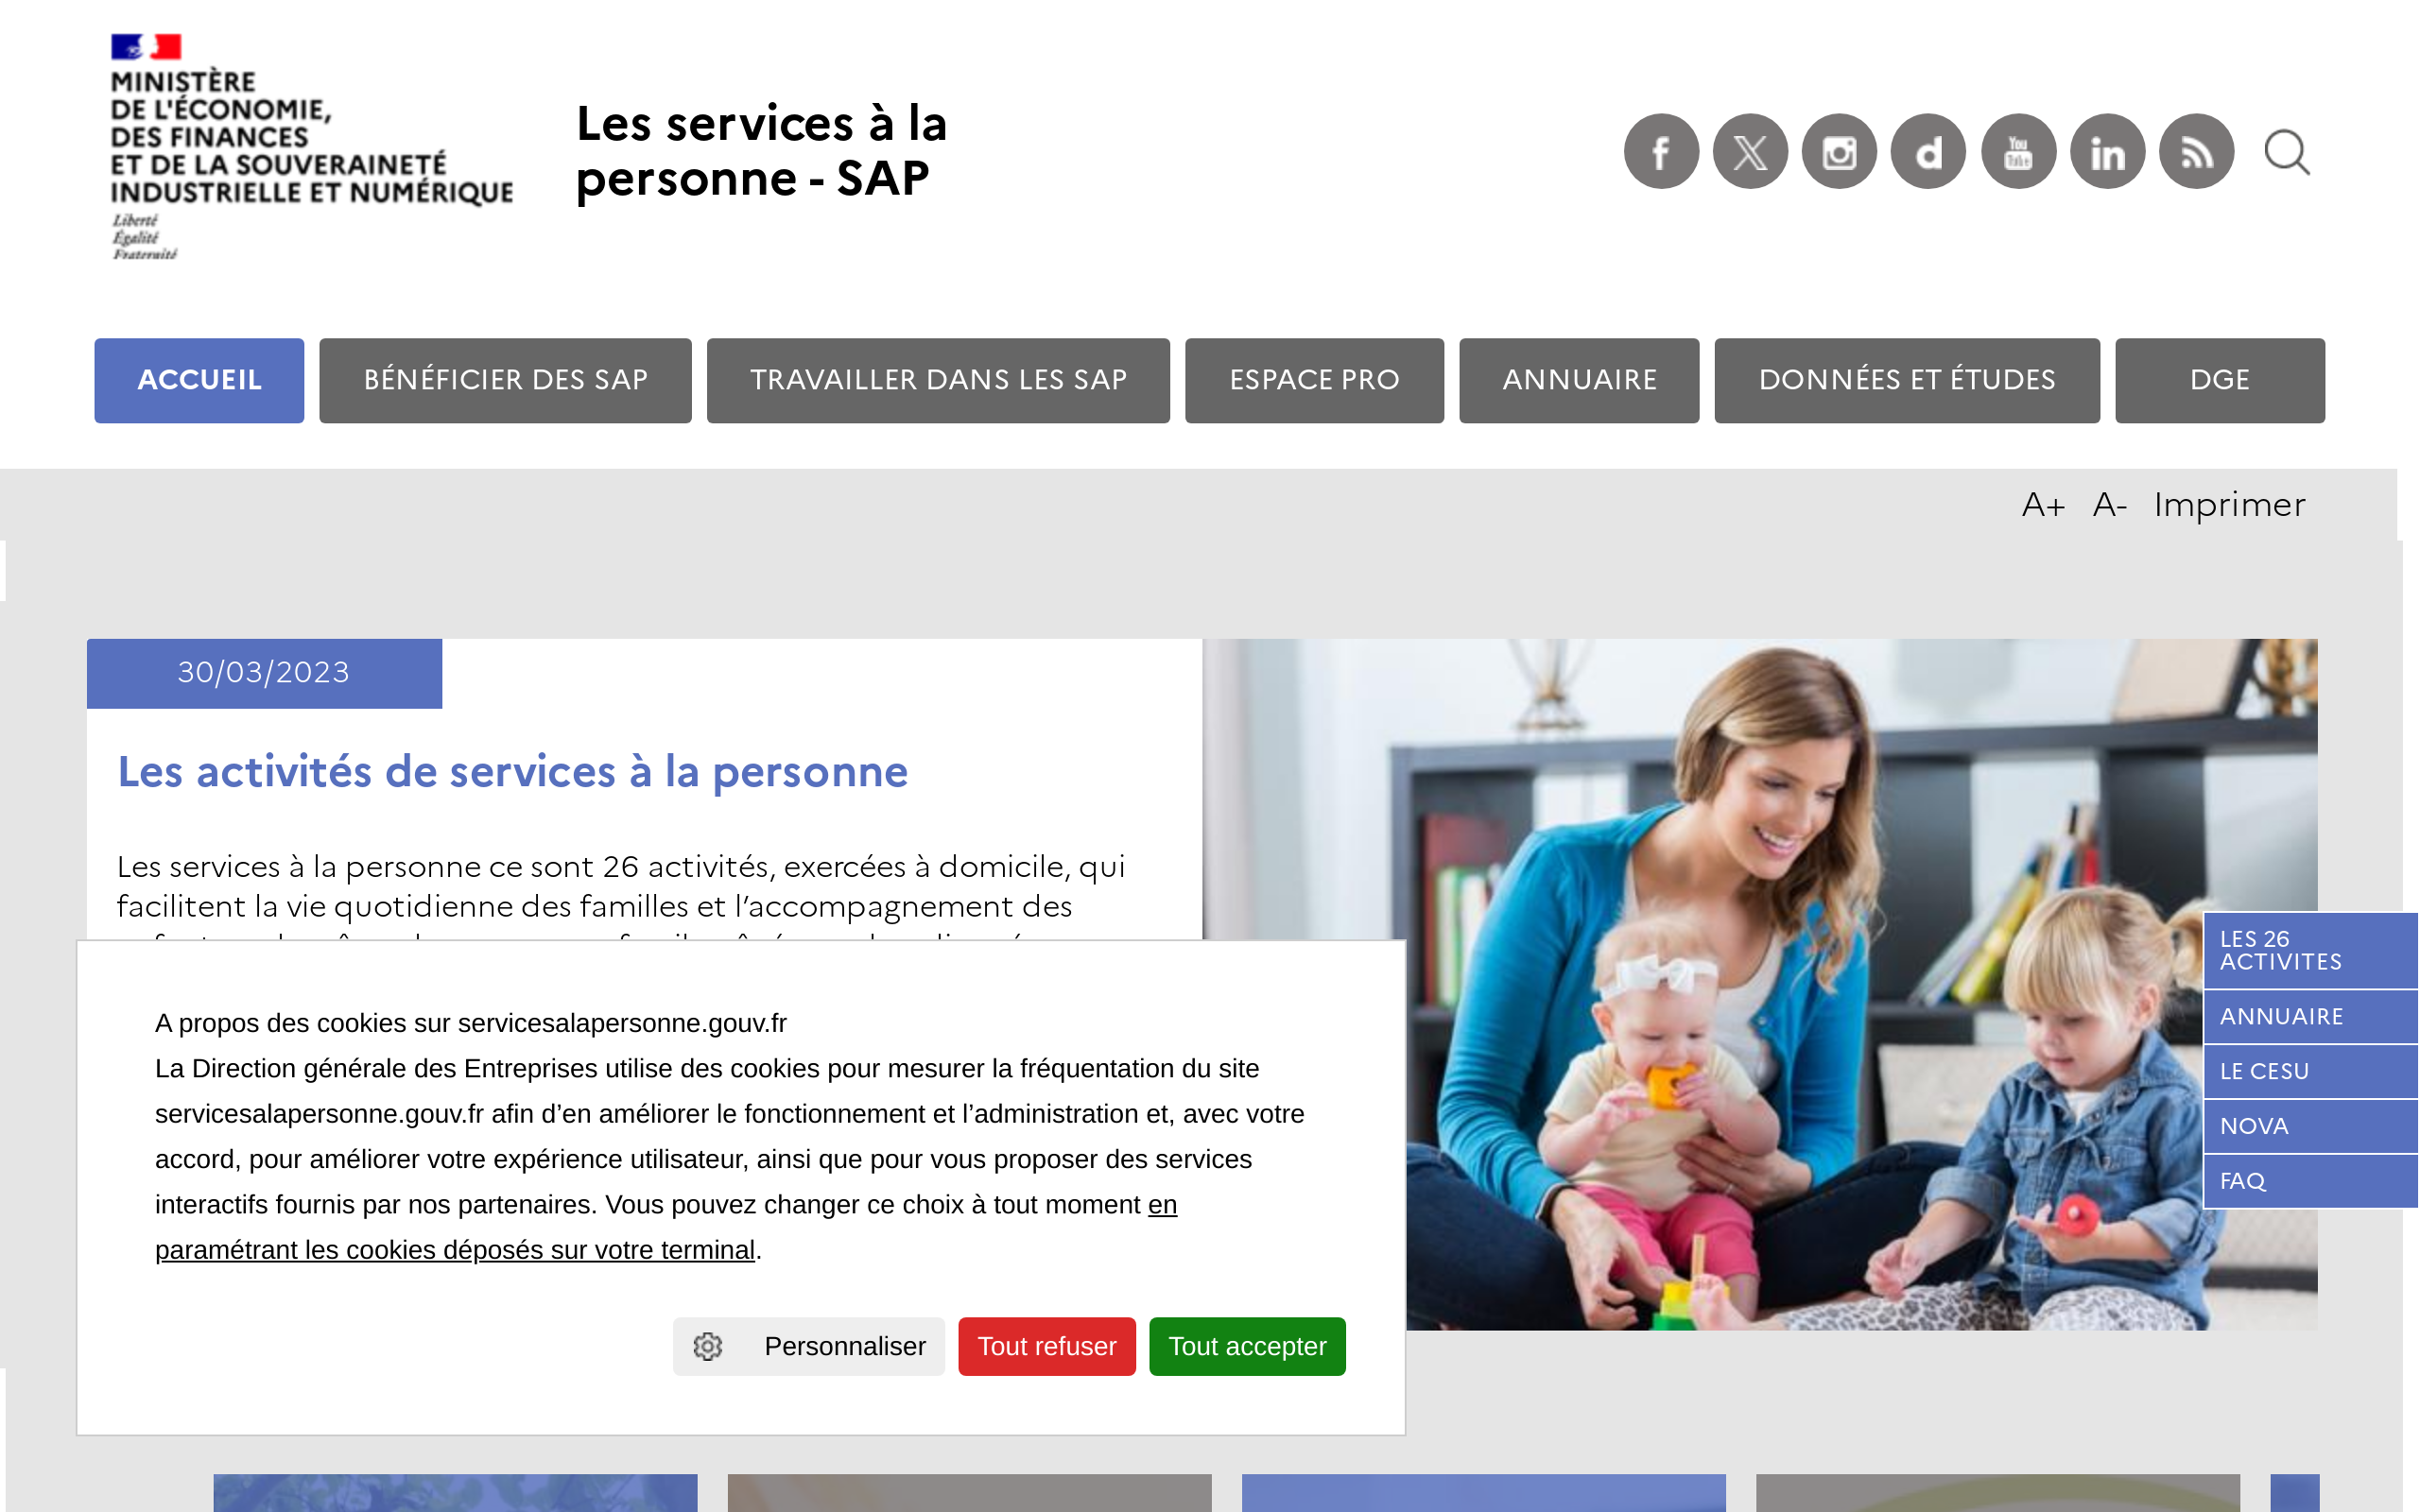 MINISTÈRE
DE L'ÉCONOMIE,
DES FINANCES
ET DE LA SOUVERAINETÉ
INDUSTRIELLE ET NUMÉRIQUE
Liberté
Égalité
Fraternité
Les services à la
personne - SAP
You
Tube
ACCUEIL
BÉNÉFICIER DES SAP
TRAVAILLER DANS LES SAP
ESPACE PRO
ANNUAIRE
DONNÉES ET ÉTUDES
DGE
A+ A- Imprimer
30/03/2023
Les activités de services à la personne
Les services à la personne ce sont 26 activités, exercées à domicile, qui
facilitent la vie quotidienne des familles et l’accompagnement des
A propos des cookies sur servicesalapersonne.gouv.fr
La Direction générale des Entreprises utilise des cookies pour mesurer la fréquentation du site
servicesalapersonne.gouv.fr afin d’en améliorer le fonctionnement et l’administration et, avec votre
accord, pour améliorer votre expérience utilisateur, ainsi que pour vous proposer des services
interactifs fournis par nos partenaires. Vous pouvez changer ce choix à tout moment en
paramétrant les cookies déposés sur votre terminal.
Personnaliser
Tout refuser
Tout accepter
LES 26
ACTIVITES
ANNUAIRE
LE CESU
NOVA
FAQ